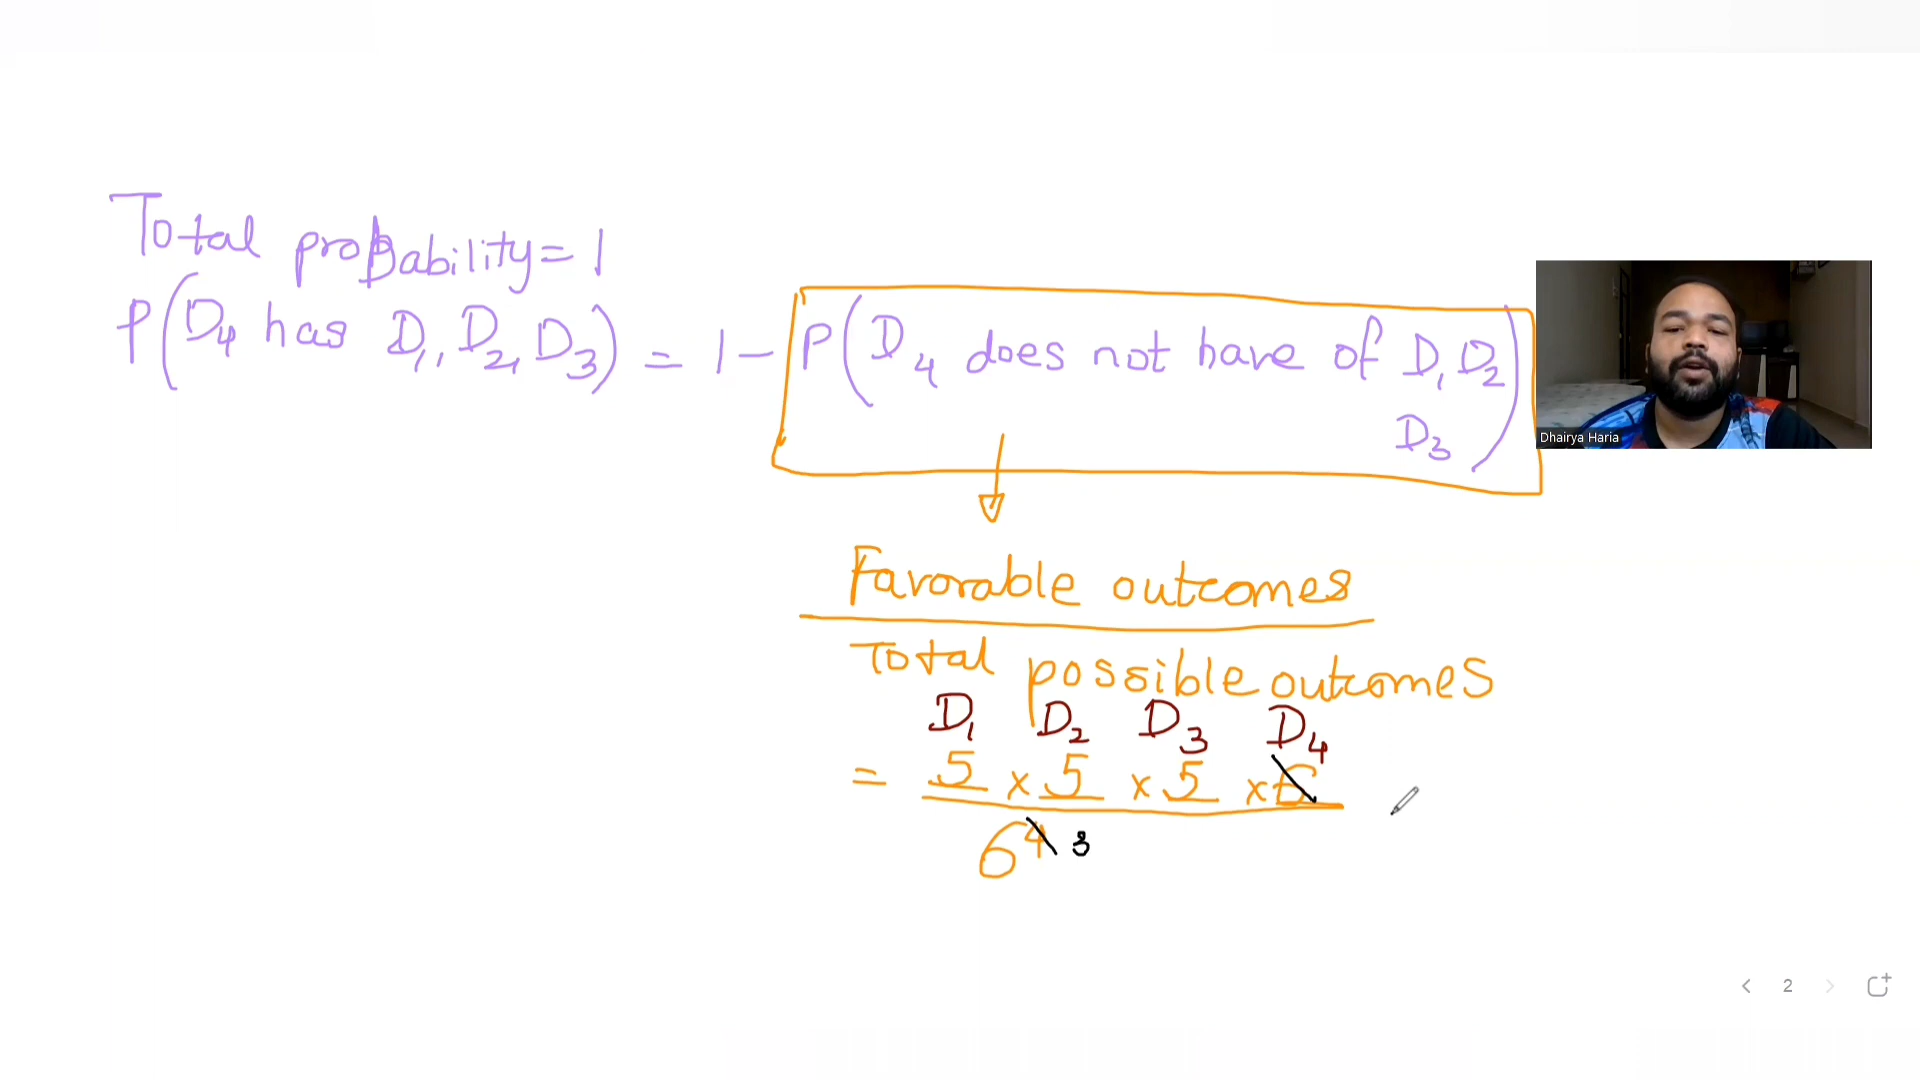 Total probability = 1
P(D4 has D1, D2, D3) = 1 - P(D4 does not have of D1 D2
D3)
Dhairya Haria
Favorable outcomes
Total possible outcomes
D1 D2 D3 D4
= 5 x 5 x 5 x 6
6^4 3
2